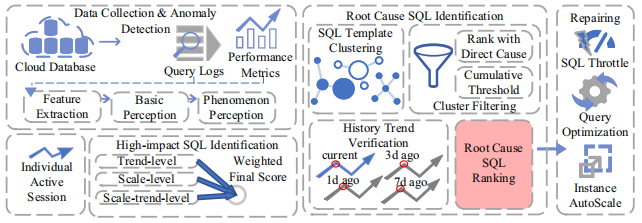 Data Collection & Anomaly
Detection
Cloud Database
Query Logs
Performance
Metrics
Feature
Extraction
Basic
Perception
Phenomenon
Perception
Individual
Active
Session
High-impact SQL Identification
Trend-level
Scale-level
Scale-trend-level
Weighted
Final Score
Root Cause SQL Identification
SQL Template
Clustering
Rank with
Direct Cause
Cumulative
Threshold
Cluster Filtering
History Trend
Verification
current
3d ago
1d ago
7d ago
Root Cause
SQL
Ranking
Repairing
SQL Throttle
Query
Optimization
Instance
AutoScale